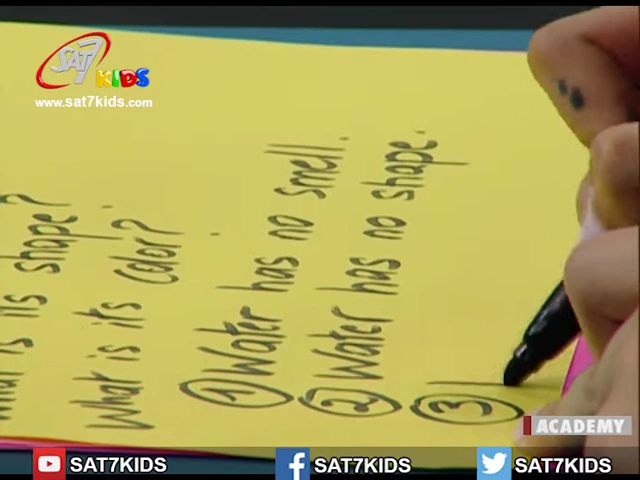 SAT7 KIDS
www.sat7kids.com
what is its shape?
What is its color?
① Water has no smell.
② Water has no shape.
③
ACADEMY
SAT7KIDS
SAT7KIDS
SAT7KIDS